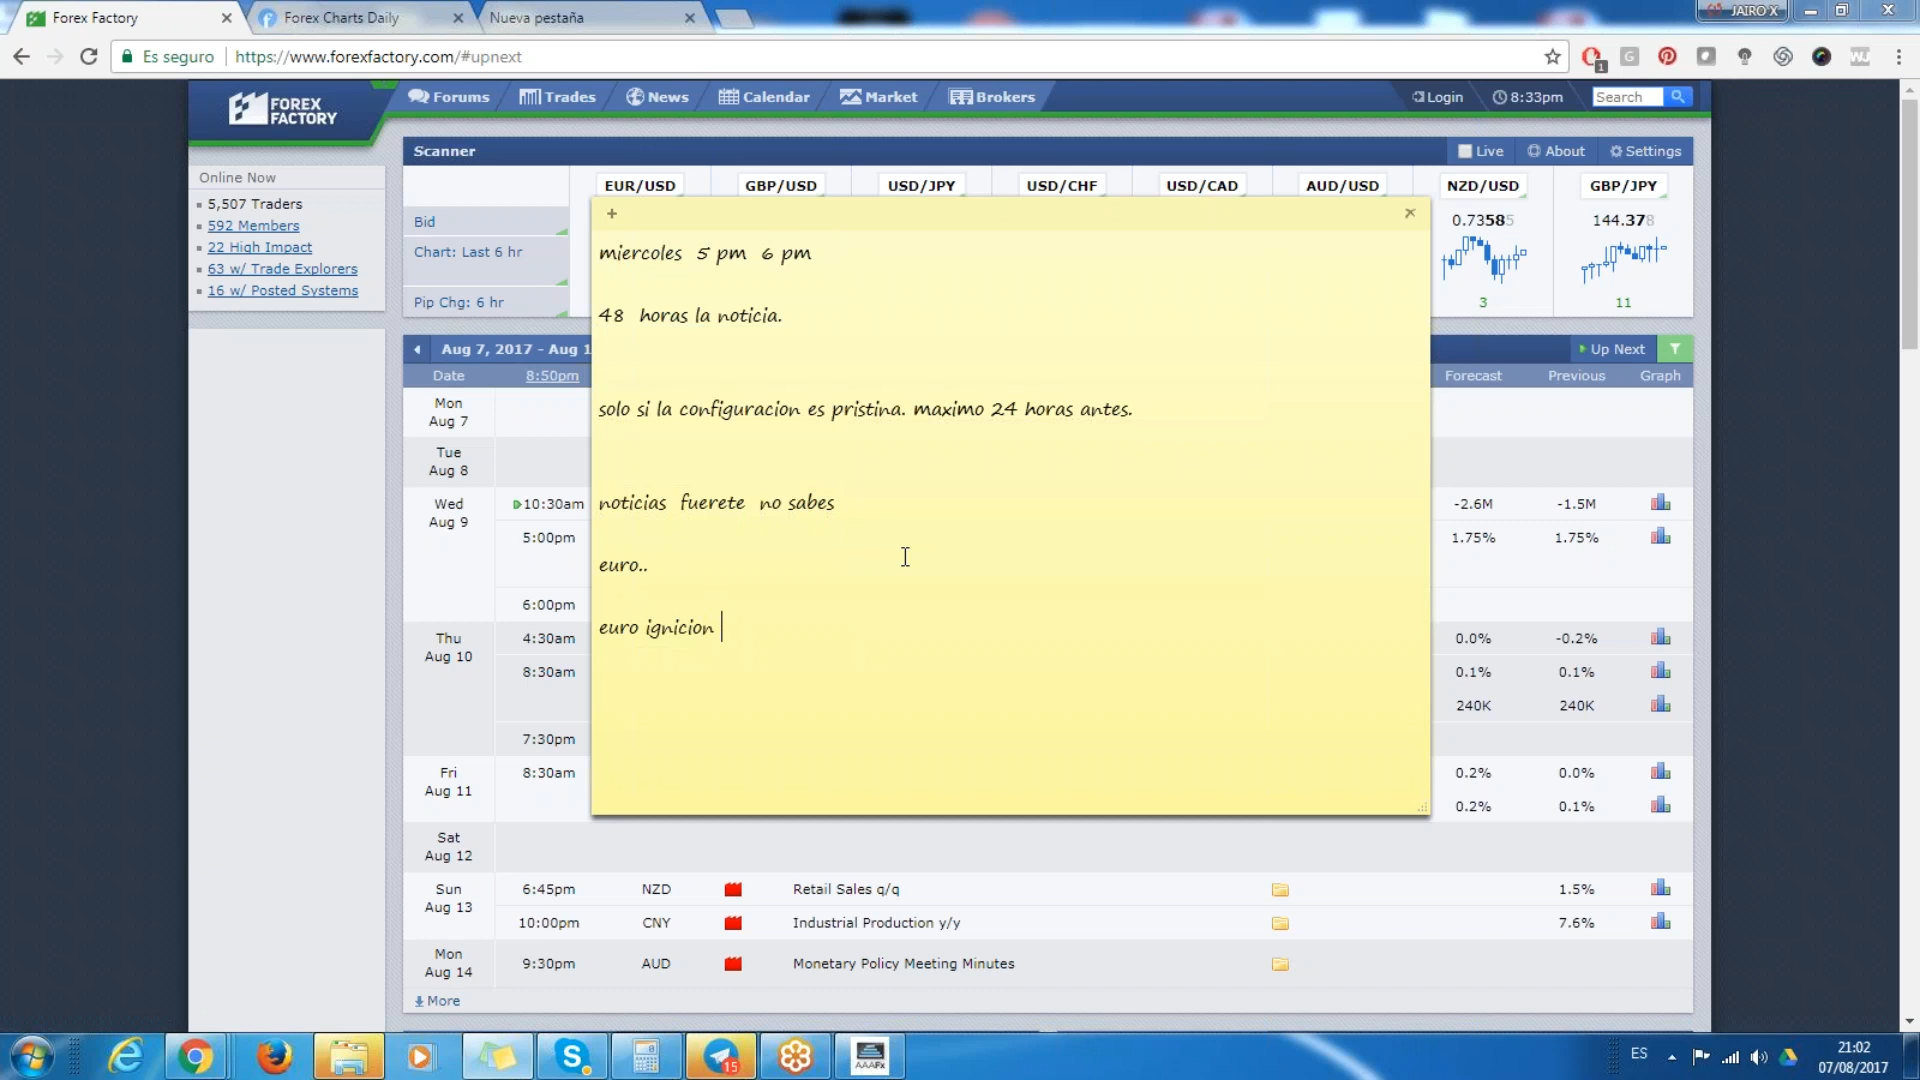 Forex Factory
Forex Charts Daily
Nueva pestaña
JAIRO X
Es seguro
https://www.forexfactory.com/#upnext
FOREX
FACTORY
Forums
Trades
News
Calendar
Market
Brokers
Login
8:33pm
Search
Online Now
5,507 Traders
592 Members
22 High Impact
63 w/ Trade Explorers
16 w/ Posted Systems
Scanner
Live
About
Settings
EUR/USD
GBP/USD
USD/JPY
USD/CHF
USD/CAD
AUD/USD
NZD/USD
GBP/JPY
Bid
0.73585
144.378
Chart: Last 6 hr
Pip Chg: 6 hr
3
11
+
miercoles 5 pm 6 pm
48 horas la noticia.
solo si la configuracion es pristina. maximo 24 horas antes.
noticias fuerete no sabes
euro..
euro ignicion
Aug 7, 2017 - Aug 1
Up Next
Date
8:50pm
Forecast
Previous
Graph
Mon
Aug 7
Tue
Aug 8
Wed
Aug 9
10:30am
-2.6M
-1.5M
5:00pm
1.75%
1.75%
6:00pm
Thu
Aug 10
4:30am
0.0%
-0.2%
8:30am
0.1%
0.1%
240K
240K
7:30pm
Fri
Aug 11
8:30am
0.2%
0.0%
0.2%
0.1%
Sat
Aug 12
Sun
Aug 13
6:45pm
NZD
Retail Sales q/q
1.5%
10:00pm
CNY
Industrial Production y/y
7.6%
Mon
Aug 14
9:30pm
AUD
Monetary Policy Meeting Minutes
More
15
AAAFx
ES
21:02
07/08/2017